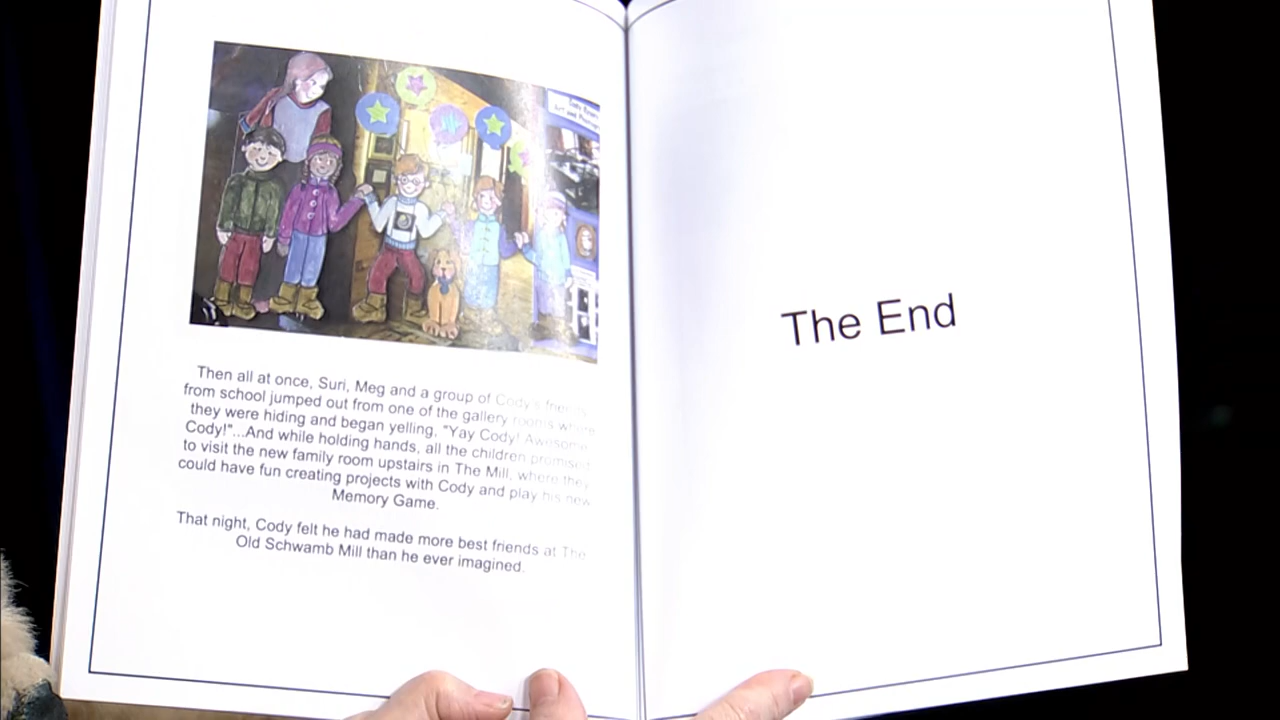 Then all at once, Suri, Meg and a group of Cody's friends
from school jumped out from one of the gallery rooms where
they were hiding and began yelling, "Yay Cody! Awesome
Cody!"...And while holding hands, all the children promised
to visit the new family room upstairs in The Mill, where they
could have fun creating projects with Cody and play his new
Memory Game.
That night, Cody felt he had made more best friends at The
Old Schwamb Mill than he ever imagined.
The End